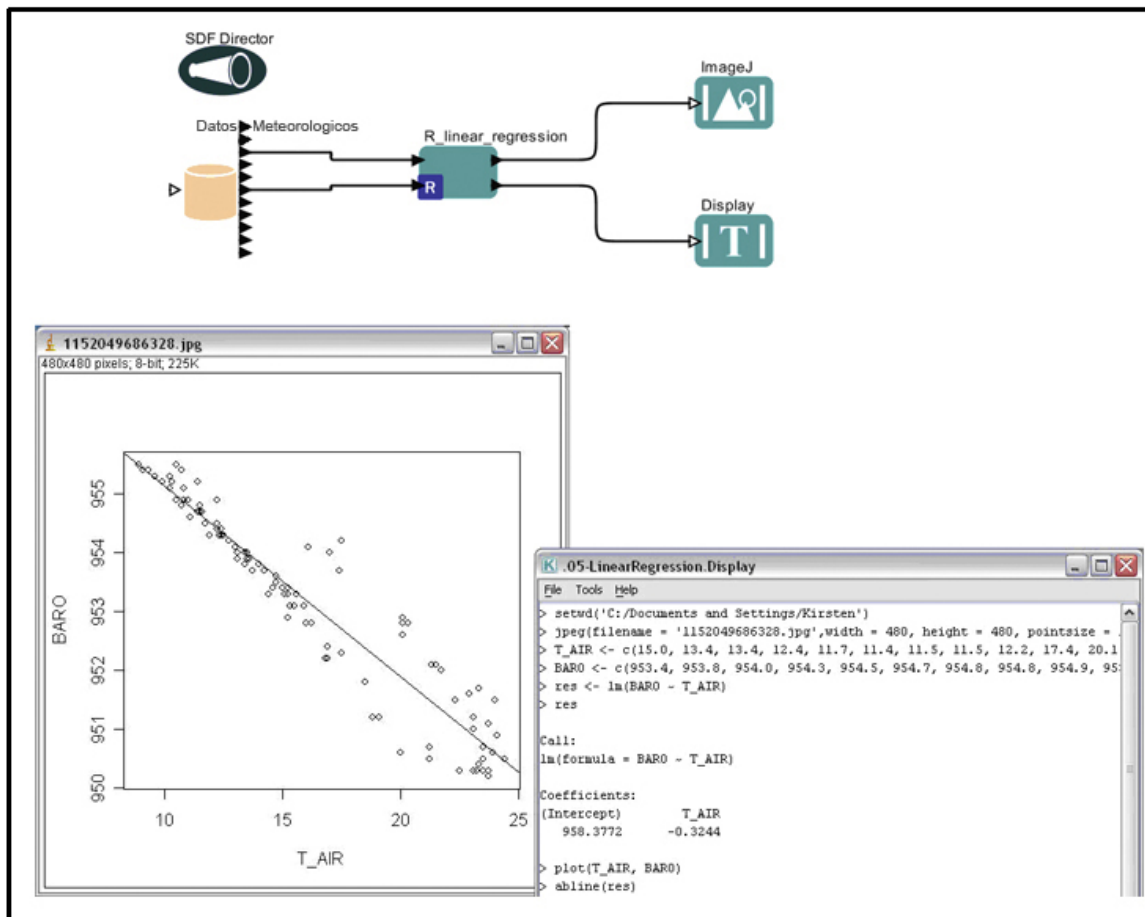 SDF Director
ImageJ
Datos Meteorologicos
R_linear_regression
R
Display
T
1152049686328.jpg
480x480 pixels; 8-bit; 225K
955
954
953
952
951
950
BARO
10 15 20 25
T_AIR
.05-LinearRegression.Display
File Tools Help
> setwd('C:/Documents and Settings/Kirsten')
> jpeg(filename = '1152049686328.jpg',width = 480, height = 480, pointsize =
> T_AIR <- c(15.0, 13.4, 13.4, 12.4, 11.7, 11.4, 11.5, 11.5, 12.2, 17.4, 20.1
> BARO <- c(953.4, 953.8, 954.0, 954.3, 954.5, 954.7, 954.8, 954.8, 954.9,
> res <- lm(BARO ~ T_AIR)
> res
Call:
lm(formula = BARO ~ T_AIR)
Coefficients:
(Intercept) T_AIR
958.3772 -0.3244
> plot(T_AIR, BARO)
> abline(res)